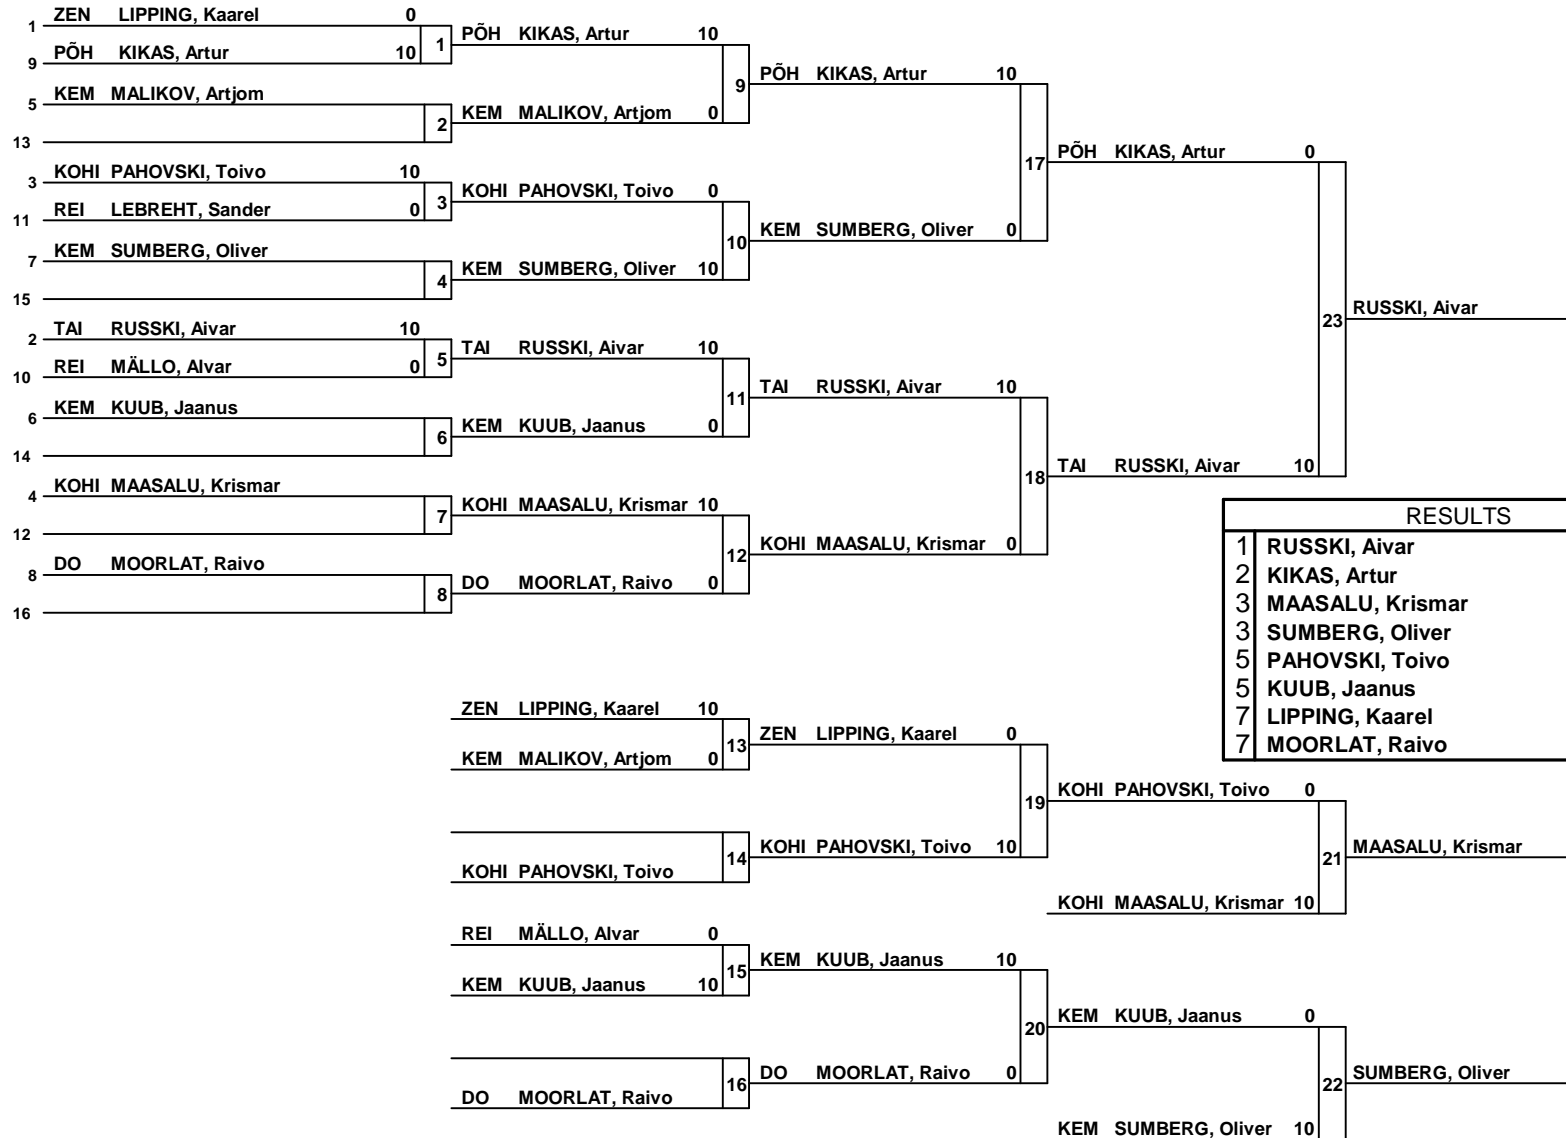 ZEN LIPPING, Kaarel 0
1
PÕH KIKAS, Artur 10
9
1
PÕH KIKAS, Artur 10
KEM MALIKOV, Artjom
5
13
2
KEM MALIKOV, Artjom 0
9
PÕH KIKAS, Artur 10
KOHI PAHOVSKI, Toivo 10
3
REI LEBREHT, Sander 0
11
3
KOHI PAHOVSKI, Toivo 0
KEM SUMBERG, Oliver
7
15
4
KEM SUMBERG, Oliver 10
10
KEM SUMBERG, Oliver 0
17
PÕH KIKAS, Artur 0
TAI RUSSKI, Aivar 10
2
REI MÄLLO, Alvar 0
10
5
TAI RUSSKI, Aivar 10
KEM KUUB, Jaanus
6
14
6
KEM KUUB, Jaanus 0
11
TAI RUSSKI, Aivar 10
KOHI MAASALU, Krismar
4
12
7
KOHI MAASALU, Krismar 10
DO MOORLAT, Raivo
8
16
8
DO MOORLAT, Raivo 0
12
KOHI MAASALU, Krismar 0
18
TAI RUSSKI, Aivar 10
23
RUSSKI, Aivar
RESULTS
1 RUSSKI, Aivar
2 KIKAS, Artur
3 MAASALU, Krismar
3 SUMBERG, Oliver
5 PAHOVSKI, Toivo
5 KUUB, Jaanus
7 LIPPING, Kaarel
7 MOORLAT, Raivo
ZEN LIPPING, Kaarel 10
KEM MALIKOV, Artjom 0
13
ZEN LIPPING, Kaarel 0
KOHI PAHOVSKI, Toivo
14
KOHI PAHOVSKI, Toivo 10
19
KOHI PAHOVSKI, Toivo 0
KOHI MAASALU, Krismar 10
21
MAASALU, Krismar
REI MÄLLO, Alvar 0
KEM KUUB, Jaanus 10
15
KEM KUUB, Jaanus 10
DO MOORLAT, Raivo
16
DO MOORLAT, Raivo 0
20
KEM KUUB, Jaanus 0
KEM SUMBERG, Oliver 10
22
SUMBERG, Oliver